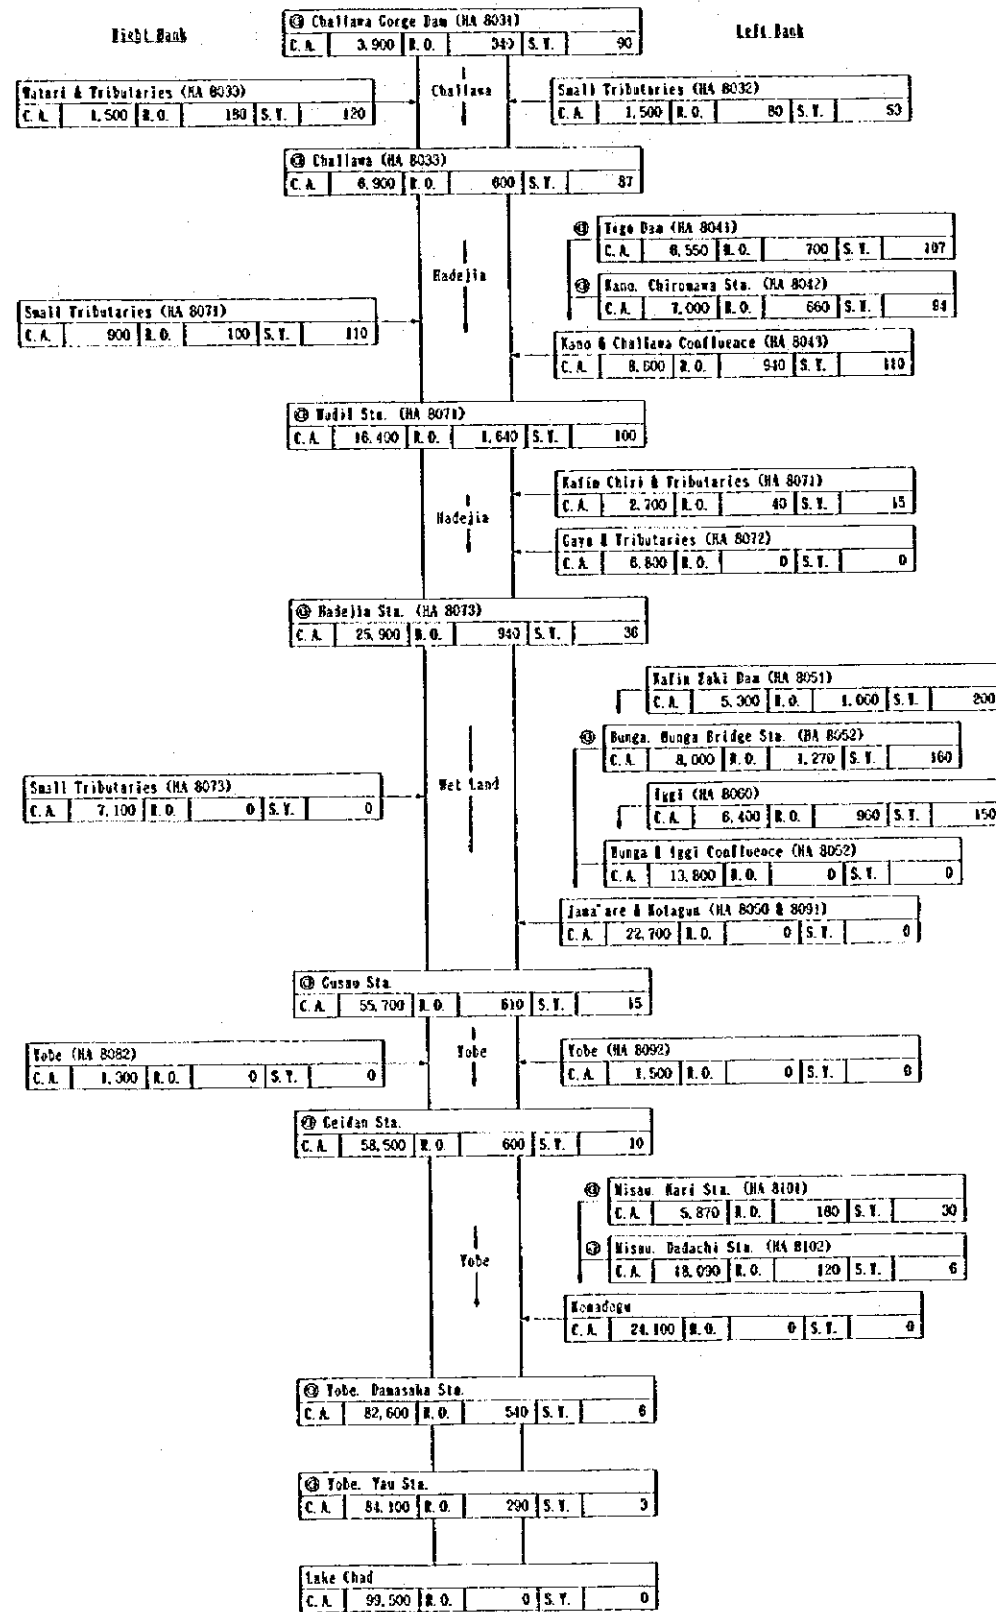 Right Bank
Left Bank
Challawa Gorge Dam (HA 8031)
C. A. 3,900 R. O. 340 S. Y. 90
Challawa
Watari & Tributaries (HA 8033)
C. A. 1,500 R. O. 180 S. Y. 120
Small Tributaries (HA 8032)
C. A. 1,500 R. O. 80 S. Y. 53
Challawa (HA 8033)
C. A. 6,900 R. O. 600 S. Y. 87
Hadejia
Tiga Dam (HA 8041)
C. A. 6,550 R. O. 700 S. Y. 107
Kano. Chiromawa Sta. (HA 8042)
C. A. 7,000 R. O. 660 S. Y. 94
Small Tributaries (HA 8071)
C. A. 900 R. O. 100 S. Y. 110
Kano & Challawa Confluence (HA 8043)
C. A. 8,600 R. O. 940 S. Y. 110
Wudil Sta. (HA 8071)
C. A. 16,400 R. O. 1,640 S. Y. 100
Hadejia
Kafin Chiri & Tributaries (HA 8071)
C. A. 2,700 R. O. 40 S. Y. 15
Gaya & Tributaries (HA 8072)
C. A. 6,800 R. O. 0 S. Y. 0
Hadejia Sta. (HA 8073)
C. A. 25,900 R. O. 940 S. Y. 36
Kafin Zaki Dam (HA 8051)
C. A. 5,300 R. O. 1,060 S. Y. 200
Bunga. Bunga Bridge Sta. (HA 8052)
C. A. 8,000 R. O. 1,270 S. Y. 160
Wet Land
Small Tributaries (HA 8073)
C. A. 7,100 R. O. 0 S. Y. 0
Iggi (HA 8060)
C. A. 6,400 R. O. 960 S. Y. 150
Bunga & Iggi Confluence (HA 8052)
C. A. 13,800 R. O. 0 S. Y. 0
Jama'are & Kotagum (HA 8050 & 8091)
C. A. 22,700 R. O. 0 S. Y. 0
Gusau Sta.
C. A. 55,700 R. O. 810 S. Y. 15
Yobe
Yobe (HA 8082)
C. A. 1,300 R. O. 0 S. Y. 0
Yobe (HA 8092)
C. A. 1,500 R. O. 0 S. Y. 0
Geidan Sta.
C. A. 58,500 R. O. 600 S. Y. 10
Misau. Kari Sta. (HA 8101)
C. A. 5,870 R. O. 180 S. Y. 30
Yobe
Misau. Dadachi Sta. (HA 8102)
C. A. 18,090 R. O. 120 S. Y. 6
Komadogu
C. A. 24,100 R. O. 0 S. Y. 0
Yobe. Damasaka Sta.
C. A. 82,600 R. O. 540 S. Y. 6
Yobe. Yau Sta.
C. A. 84,100 R. O. 290 S. Y. 3
Lake Chad
C. A. 99,500 R. O. 0 S. Y. 0